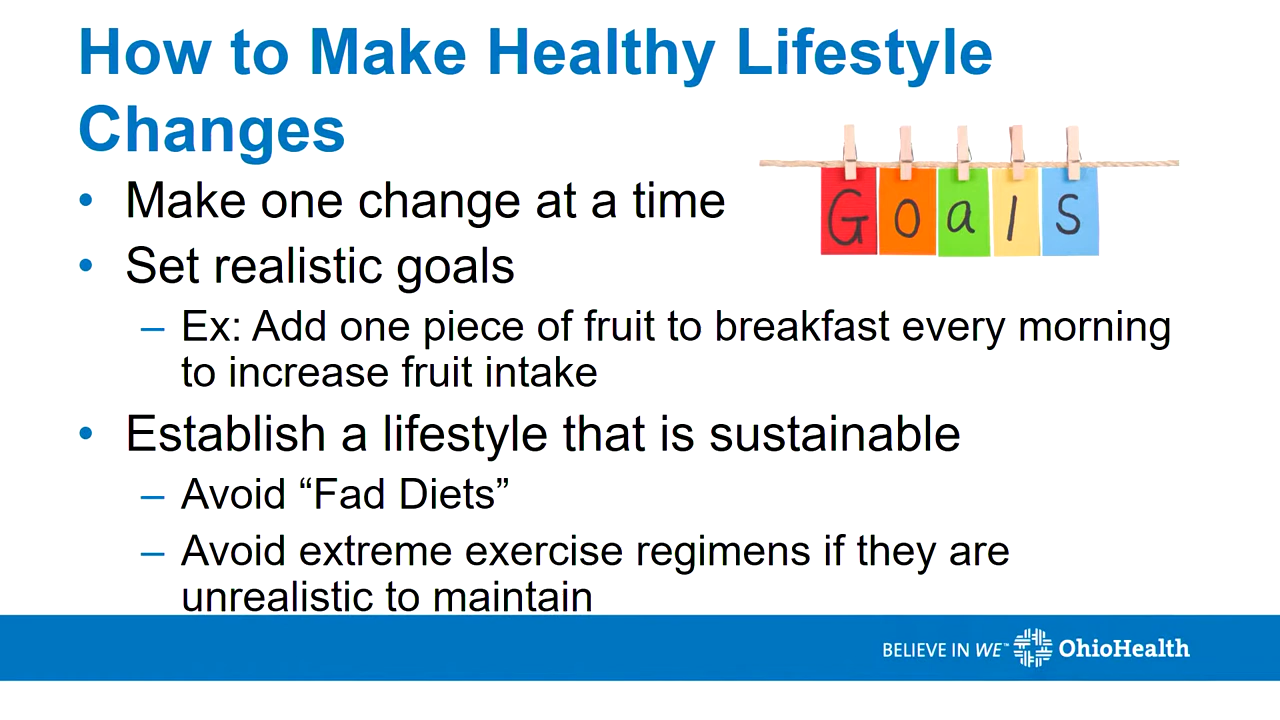 How to Make Healthy Lifestyle
Changes
Goals
• Make one change at a time
• Set realistic goals
– Ex: Add one piece of fruit to breakfast every morning
to increase fruit intake
• Establish a lifestyle that is sustainable
– Avoid “Fad Diets”
– Avoid extreme exercise regimens if they are
unrealistic to maintain
BELIEVE IN WE™ OhioHealth